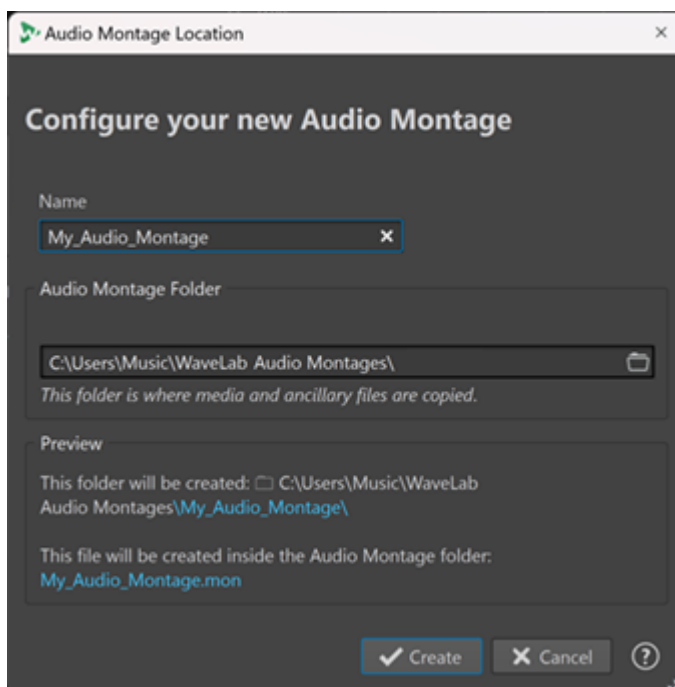 Audio Montage Location
Configure your new Audio Montage
Name
My_Audio_Montage
Audio Montage Folder
C:\Users\Music\WaveLab Audio Montages\
This folder is where media and ancillary files are copied.
Preview
This folder will be created: C:\Users\Music\WaveLab
Audio Montages\My_Audio_Montage\
This file will be created inside the Audio Montage folder:
My_Audio_Montage.mon
Create Cancel ?